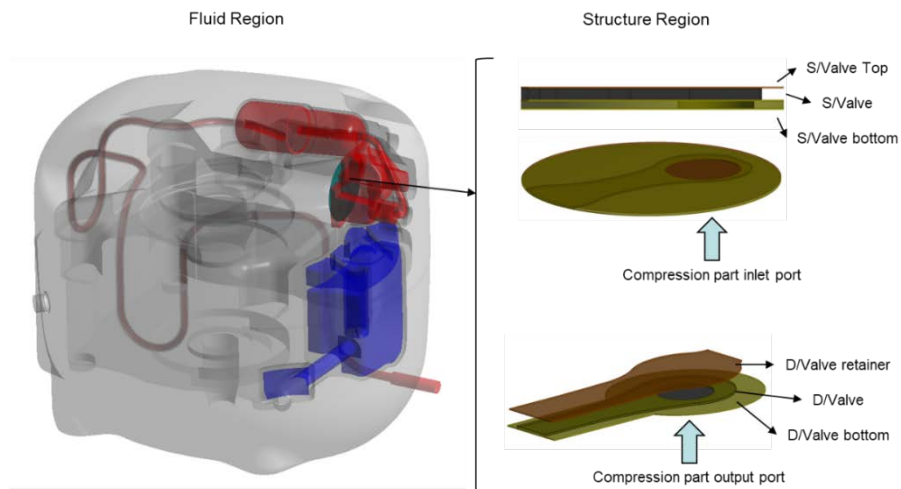 Fluid Region
Structure Region
S/Valve Top
S/Valve
S/Valve bottom
Compression part inlet port
D/Valve retainer
D/Valve
D/Valve bottom
Compression part output port